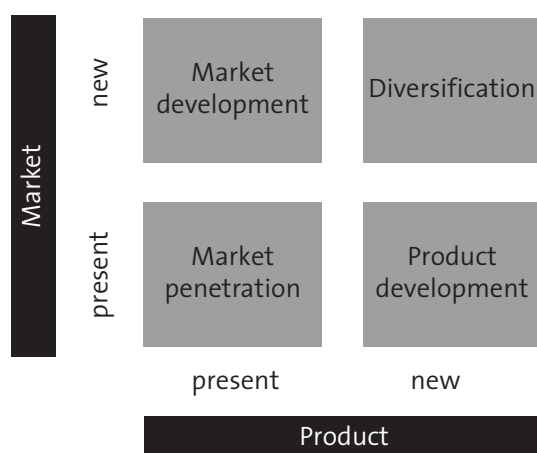 Market
new
Market
development
Diversification
present
Market
penetration
Product
development
present
new
Product